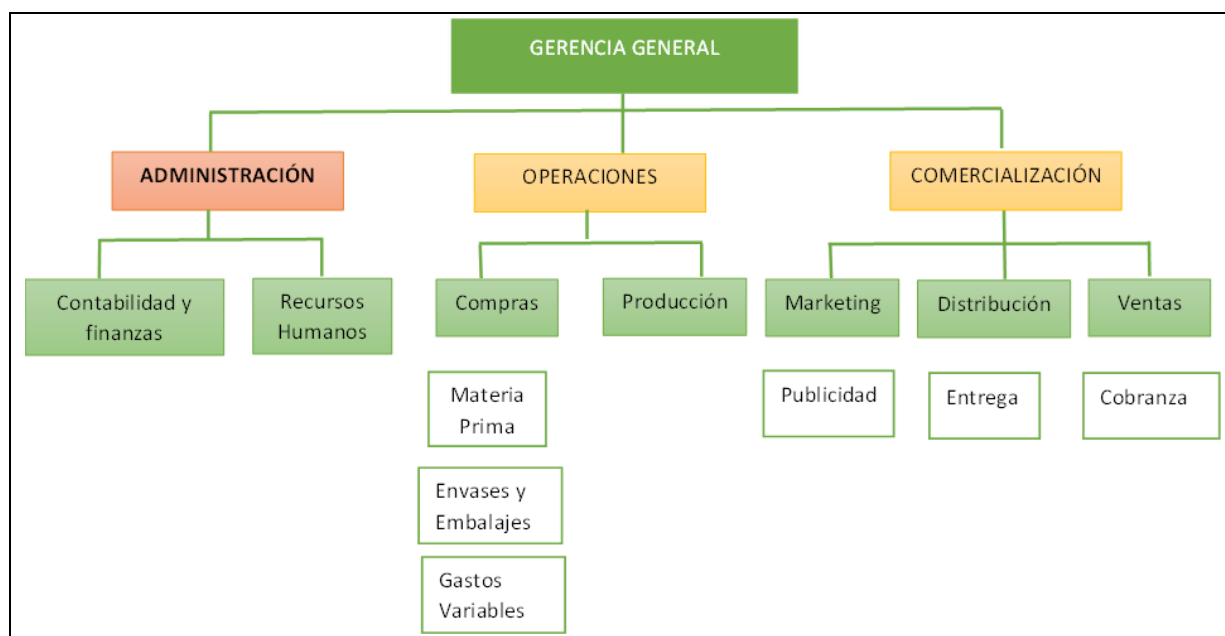 GERENCIA GENERAL
ADMINISTRACIÓN
OPERACIONES
COMERCIALIZACIÓN
Contabilidad y
finanzas
Recursos
Humanos
Compras
Producción
Marketing
Distribución
Ventas
Materia
Prima
Publicidad
Entrega
Cobranza
Envases y
Embalajes
Gastos
Variables